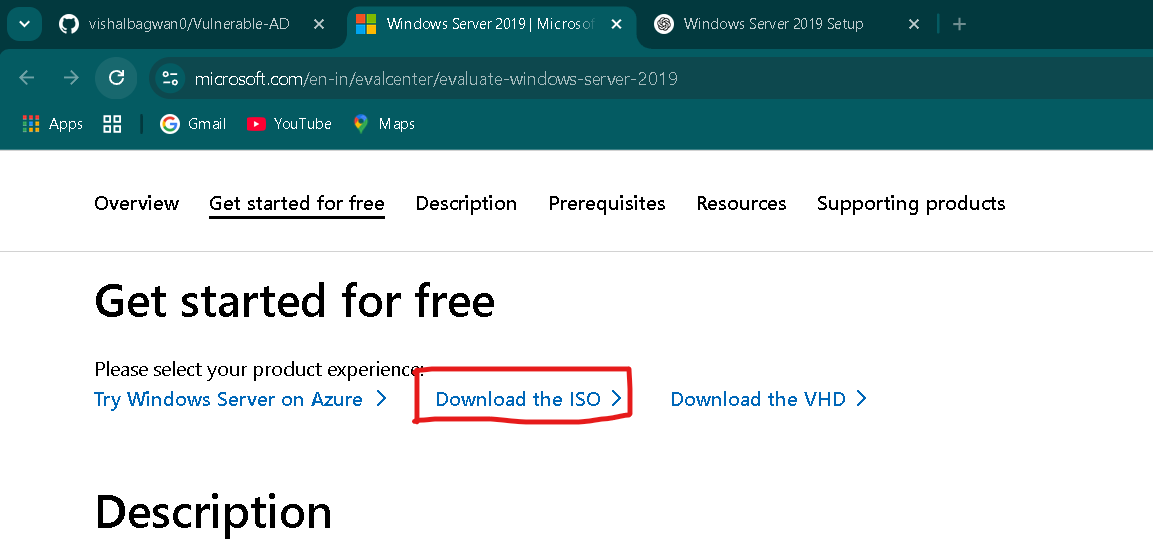 vishalbagwan0/Vulnerable-AD
Windows Server 2019 | Microsof
Windows Server 2019 Setup
microsoft.com/en-in/evalcenter/evaluate-windows-server-2019
Apps Gmail YouTube Maps
Overview Get started for free Description Prerequisites Resources Supporting products
Get started for free
Please select your product experience:
Try Windows Server on Azure Download the ISO Download the VHD
Description